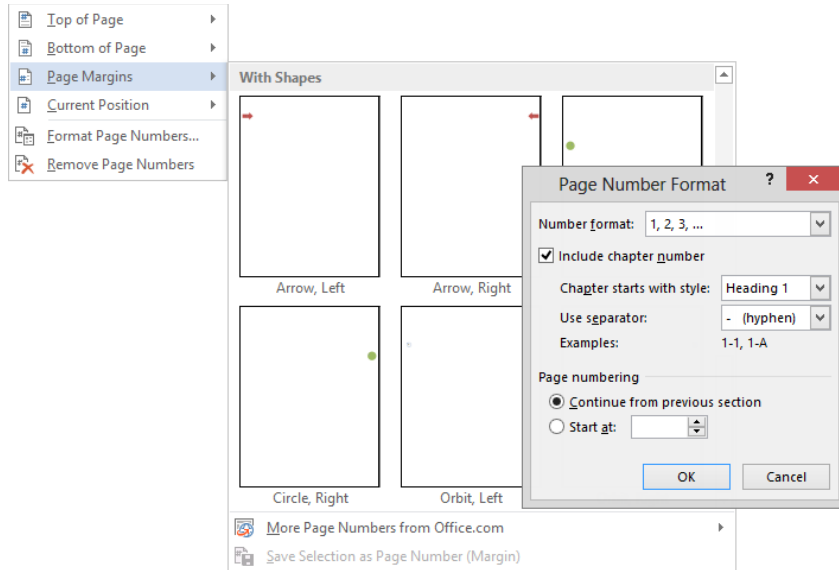 Top of Page
Bottom of Page
Page Margins
Current Position
Format Page Numbers...
Remove Page Numbers
With Shapes
Arrow, Left
Arrow, Right
Circle, Right
Orbit, Left
More Page Numbers from Office.com
Save Selection as Page Number (Margin)
Page Number Format ? ×
Number format: 1, 2, 3, ...
Include chapter number
Chapter starts with style: Heading 1
Use separator: - (hyphen)
Examples: 1-1, 1-A
Page numbering
Continue from previous section
Start at:
OK Cancel